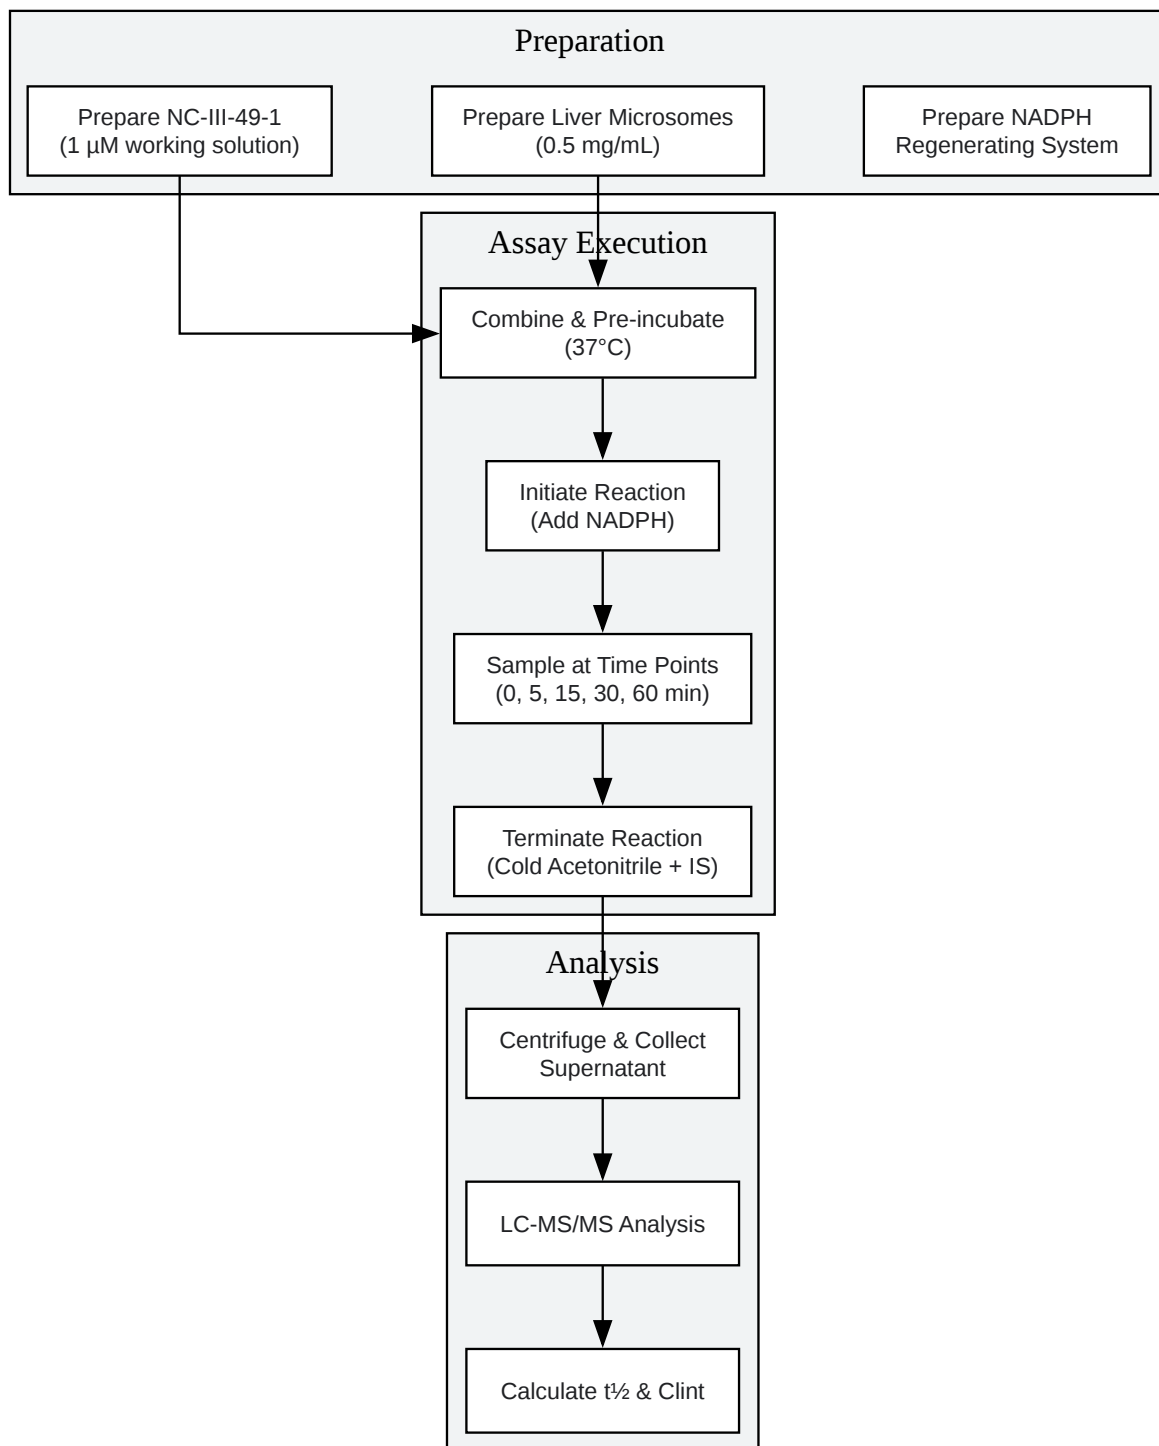 Preparation
Prepare NC-III-49-1
(1 µM working solution)
Prepare Liver Microsomes
(0.5 mg/mL)
Prepare NADPH
Regenerating System
Assay Execution
Combine & Pre-incubate
(37°C)
Initiate Reaction
(Add NADPH)
Sample at Time Points
(0, 5, 15, 30, 60 min)
Terminate Reaction
(Cold Acetonitrile + IS)
Analysis
Centrifuge & Collect
Supernatant
LC-MS/MS Analysis
Calculate t½ & Clint